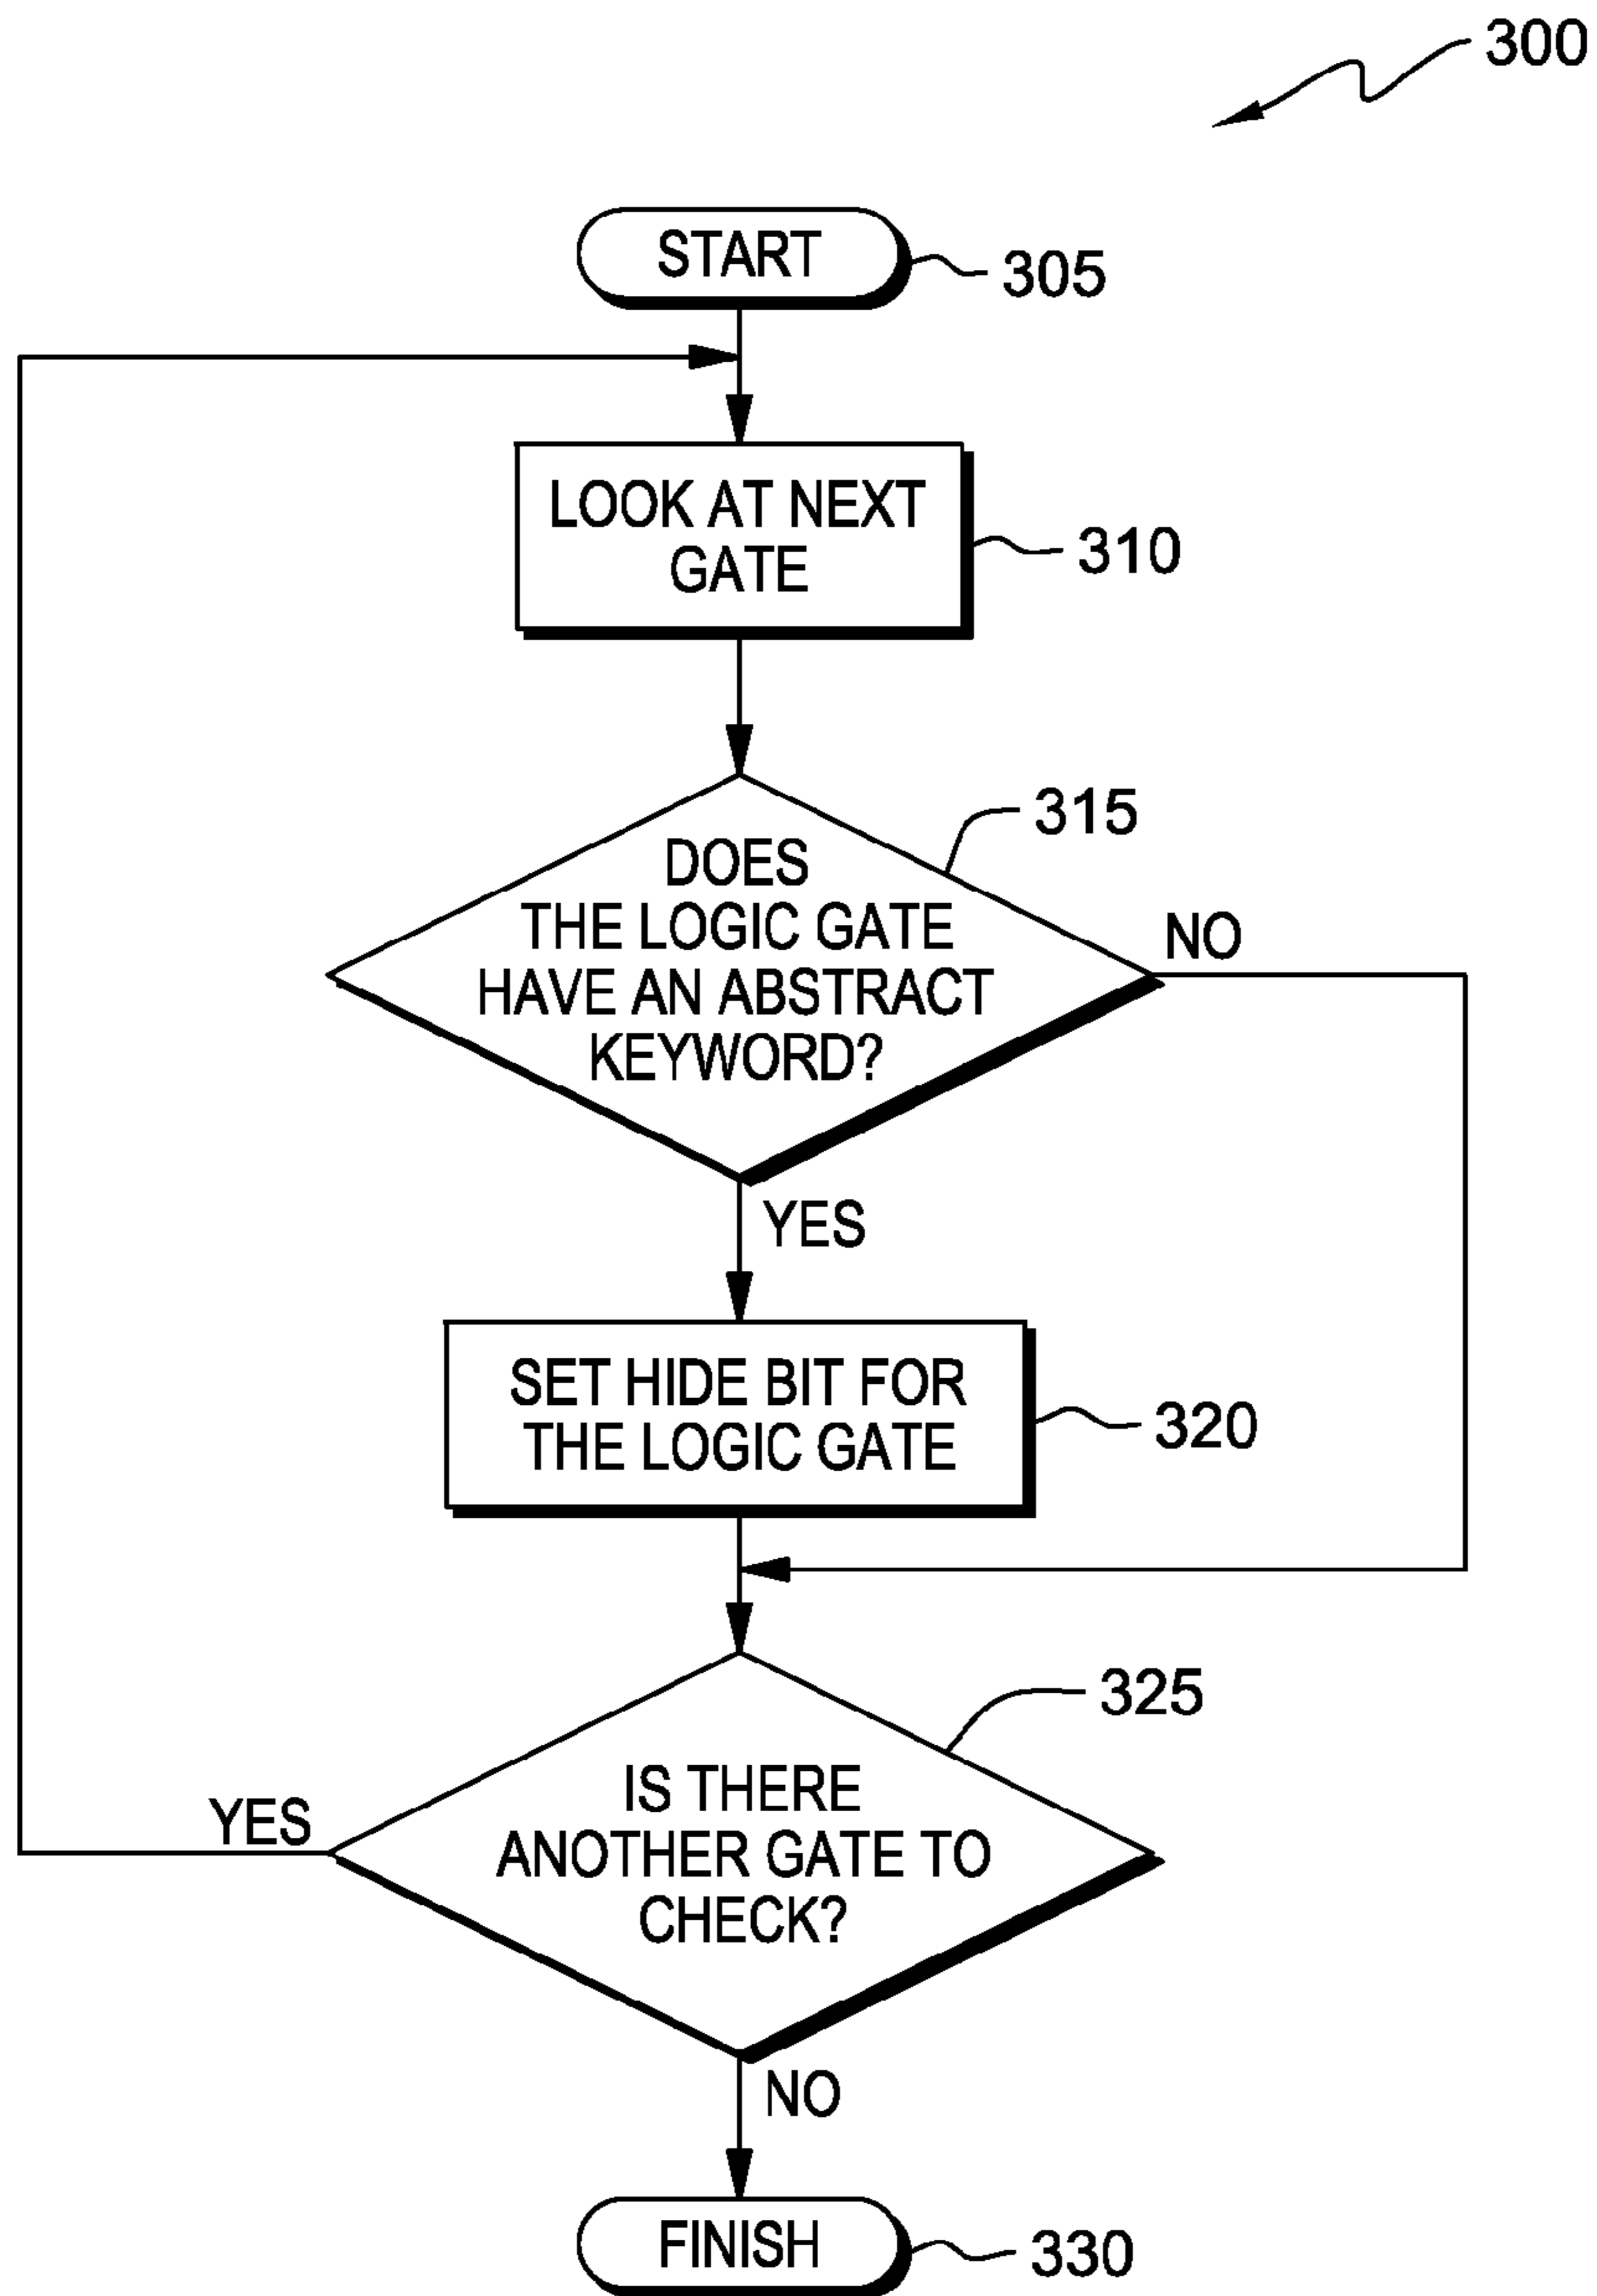 300
START
305
LOOK AT NEXT
GATE
310
315
DOES
THE LOGIC GATE
HAVE AN ABSTRACT
KEYWORD?
NO
YES
SET HIDE BIT FOR
THE LOGIC GATE
320
325
IS THERE
ANOTHER GATE TO
CHECK?
YES
NO
FINISH
330